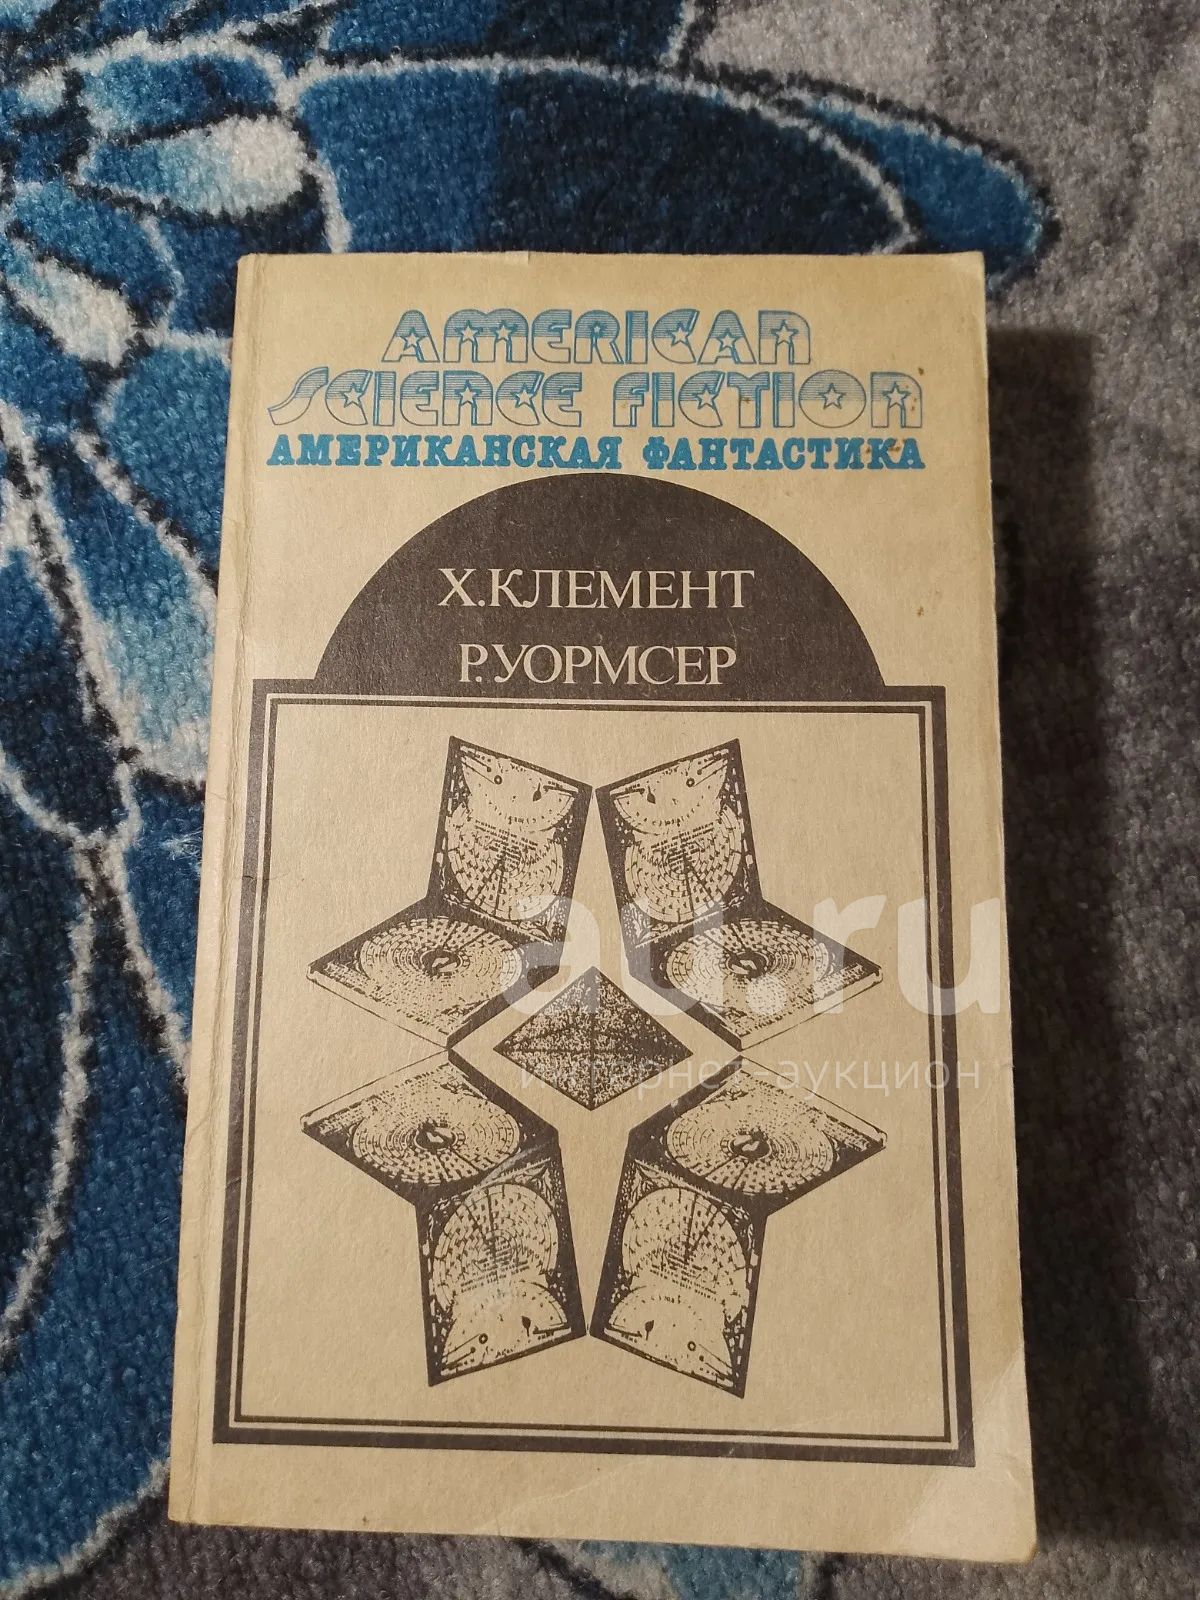 AMERICAN
SCIENCE FICTION
АМЕРИКАНСКАЯ ФАНТАСТИКА
Х.КЛЕМЕНТ
Р.УОРМСЕР
au.ru
интернет-аукцион